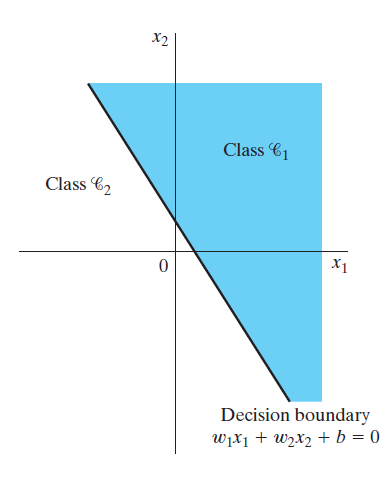 x₂
Class 𝒞₁
Class 𝒞₂
0
x₁
Decision boundary
w₁x₁ + w₂x₂ + b = 0